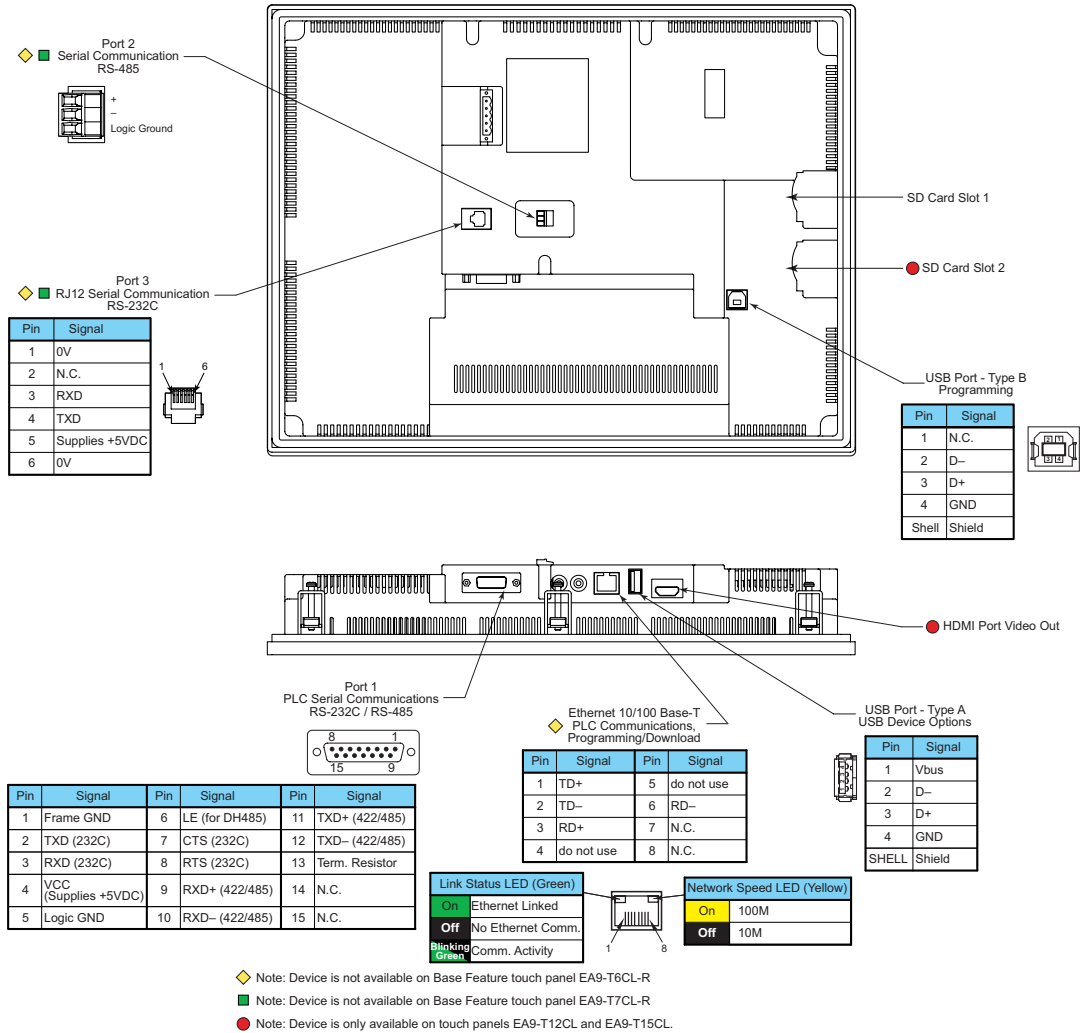 Port 2
Serial Communication
RS-485
+
–
Logic Ground
SD Card Slot 1
SD Card Slot 2
Port 3
RJ12 Serial Communication
RS-232C
Pin Signal
1 0V
2 N.C.
3 RXD
4 TXD
5 Supplies +5VDC
6 0V
1 6
USB Port - Type B
Programming
Pin Signal
1 N.C.
2 D–
3 D+
4 GND
Shell Shield
2 1
3 4
HDMI Port Video Out
Port 1
PLC Serial Communications
RS-232C / RS-485
8 1
15 9
Pin Signal Pin Signal Pin Signal
1 Frame GND 6 LE (for DH485) 11 TXD+ (422/485)
2 TXD (232C) 7 CTS (232C) 12 TXD– (422/485)
3 RXD (232C) 8 RTS (232C) 13 Term. Resistor
4 VCC (Supplies +5VDC) 9 RXD+ (422/485) 14 N.C.
5 Logic GND 10 RXD– (422/485) 15 N.C.
Ethernet 10/100 Base-T
PLC Communications,
Programming/Download
Pin Signal Pin Signal
1 TD+ 5 do not use
2 TD– 6 RD–
3 RD+ 7 N.C.
4 do not use 8 N.C.
USB Port - Type A
USB Device Options
Pin Signal
1 Vbus
2 D–
3 D+
4 GND
SHELL Shield
Link Status LED (Green)
On Ethernet Linked
Off No Ethernet Comm.
Blinking Green Comm. Activity
1 8
Network Speed LED (Yellow)
On 100M
Off 10M
Note: Device is not available on Base Feature touch panel EA9-T6CL-R
Note: Device is not available on Base Feature touch panel EA9-T7CL-R
Note: Device is only available on touch panels EA9-T12CL and EA9-T15CL.